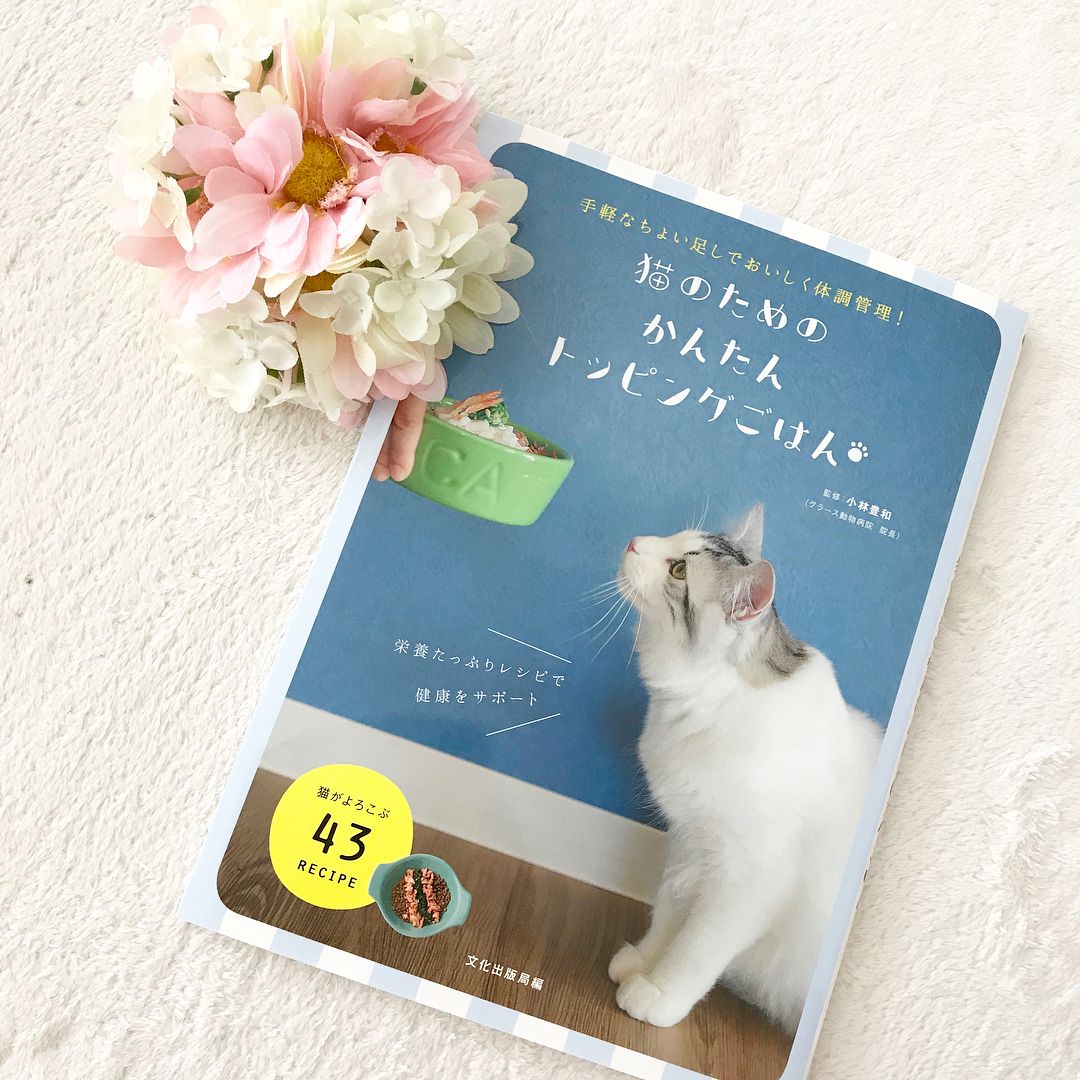 手軽なちょい足しでおいしく体調管理!
猫のための
かんたん
トッピングごはん
監修:小林豊和
(グラース動物病院 院長)
CAT
栄養たっぷりレシピで
健康をサポート
猫がよろこぶ
43
RECIPE
文化出版局編